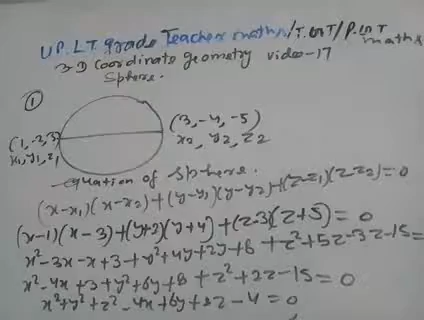 U.P. L.T. grade Teacher maths/T.GT/P.GT maths
3-D Coordinate geometry video-17
Sphere.
①
(1,-2,3) (3,-4,-5)
x1,y1,z1 x2, y2, z2
equation of sphere.
(x-x1)(x-x2)+(y-y1)(y-y2)+(z-z1)(z-z2)=0
(x-1)(x-3)+(y+2)(y+4)+(z-3)(z+5)=0
x²-3x-x+3+y²+4y+2y+8+z²+5z-3z-15=
x²-4x+3+y²+6y+8+z²+2z-15=0
x²+y²+z²-4x+6y+2z-4=0